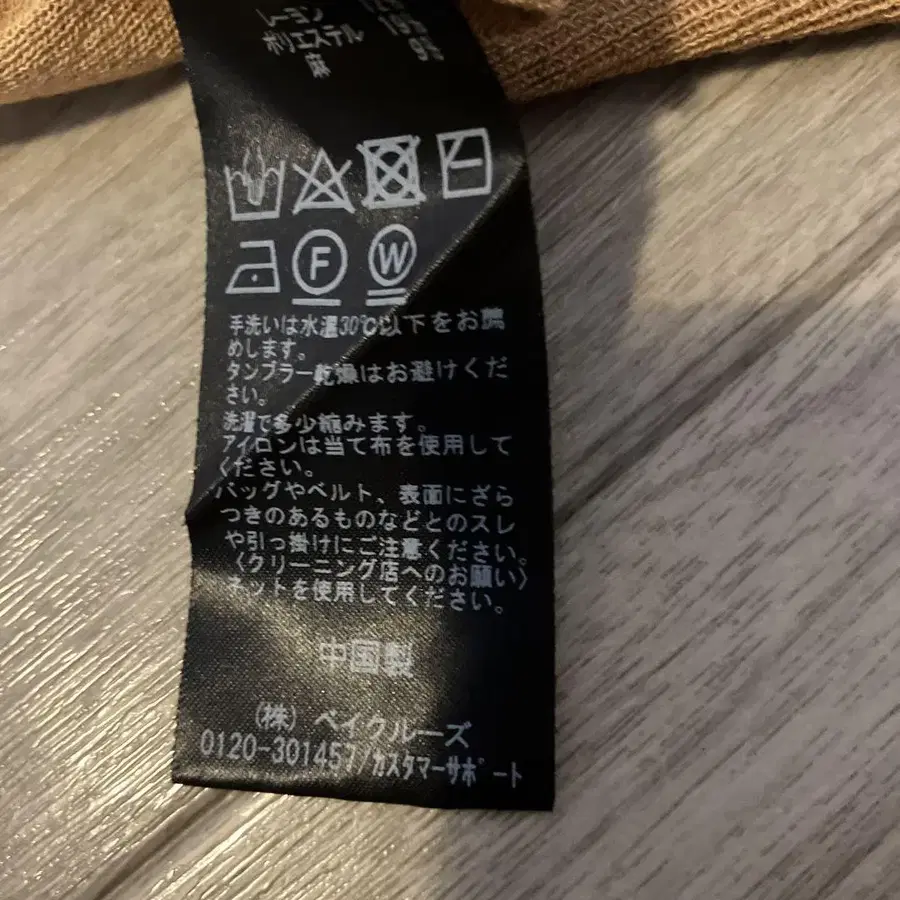 レーヨン
ポリエステル 19%
麻 9%
F W
手洗いは水温30℃以下をお薦
めします。
タンブラー乾燥はお避けくだ
さい。
洗濯で多少縮みます。
アイロンは当て布を使用して
ください。
バッグやベルト、表面にざら
つきのあるものなどとのスレ
や引っ掛けにご注意ください。
〈クリーニング店へのお願い〉
ネットを使用してください。
中国製
(株) ベイクルーズ
0120-301457/カスタマーサポート